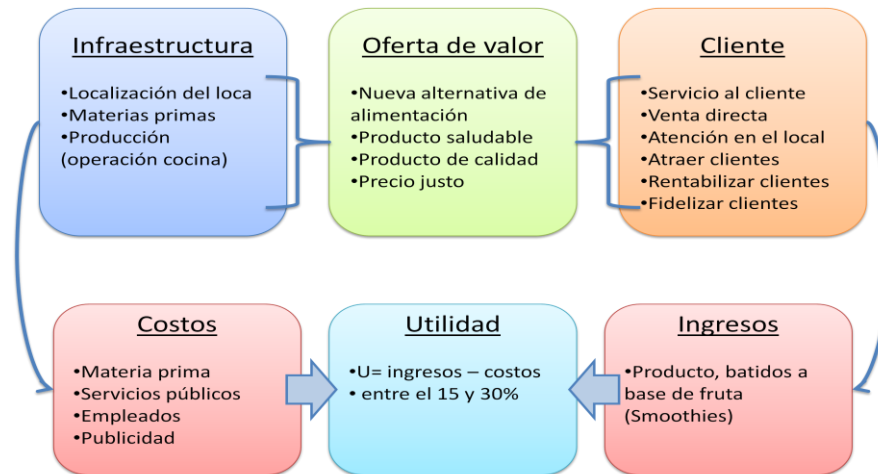 Infraestructura
•Localización del loca
•Materias primas
•Producción
(operación cocina)
Oferta de valor
•Nueva alternativa de
alimentación
•Producto saludable
•Producto de calidad
•Precio justo
Cliente
•Servicio al cliente
•Venta directa
•Atención en el local
•Atraer clientes
•Rentabilizar clientes
•Fidelizar clientes
Costos
•Materia prima
•Servicios públicos
•Empleados
•Publicidad
Utilidad
•U= ingresos – costos
• entre el 15 y 30%
Ingresos
•Producto, batidos a
base de fruta
(Smoothies)